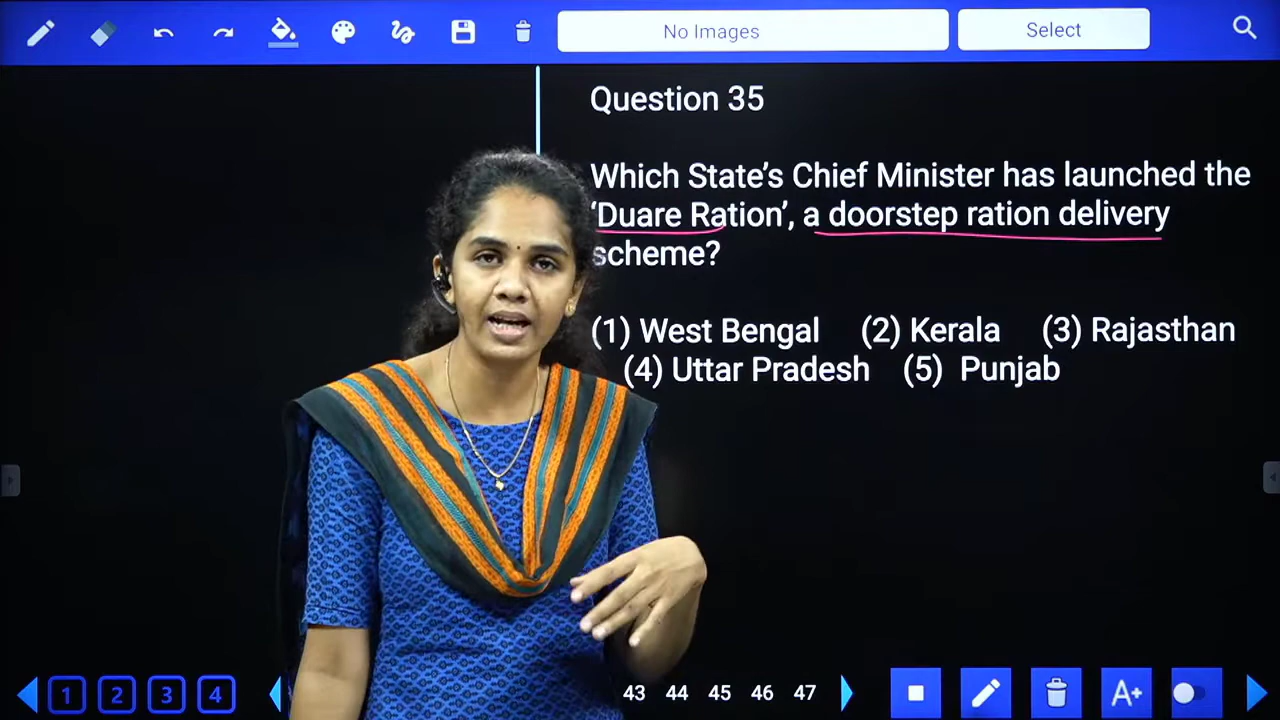 No Images
Select
Question 35
Which State’s Chief Minister has launched the
‘Duare Ration’, a doorstep ration delivery
scheme?
(1) West Bengal (2) Kerala (3) Rajasthan
(4) Uttar Pradesh (5) Punjab
1 2 3 4 43 44 45 46 47 A+